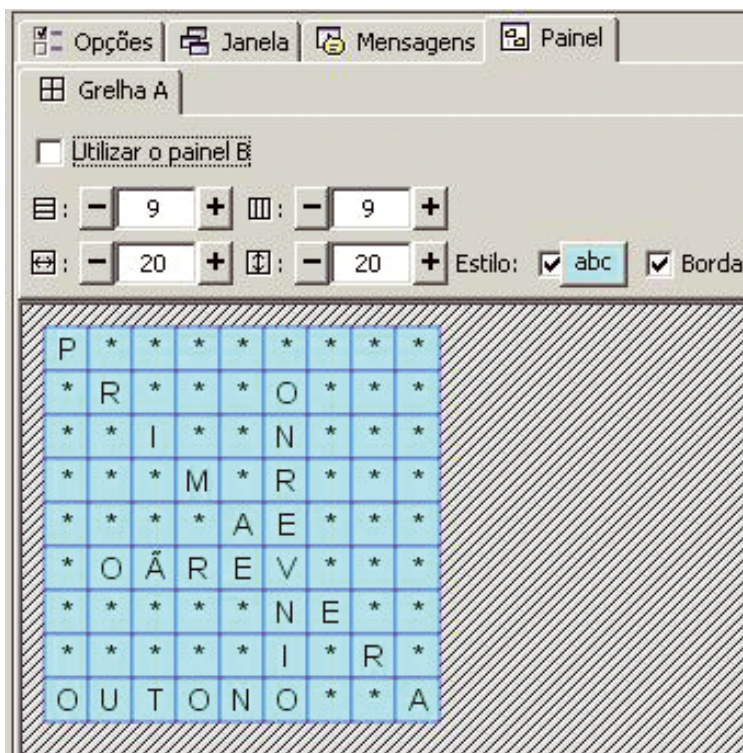 Opções Janela Mensagens Painel
Grelha A
Utilizar o painel B
: - 9 + : - 9 +
: - 20 + : - 20 + Estilo: abc Borda
P * * * * * * * *
* R * * * O * * *
* * I * * N * * *
* * * M * R * * *
* * * * A E * * *
* O Ã R E V * * *
* * * * * N E * *
* * * * * I * R *
O U T O N O * * A